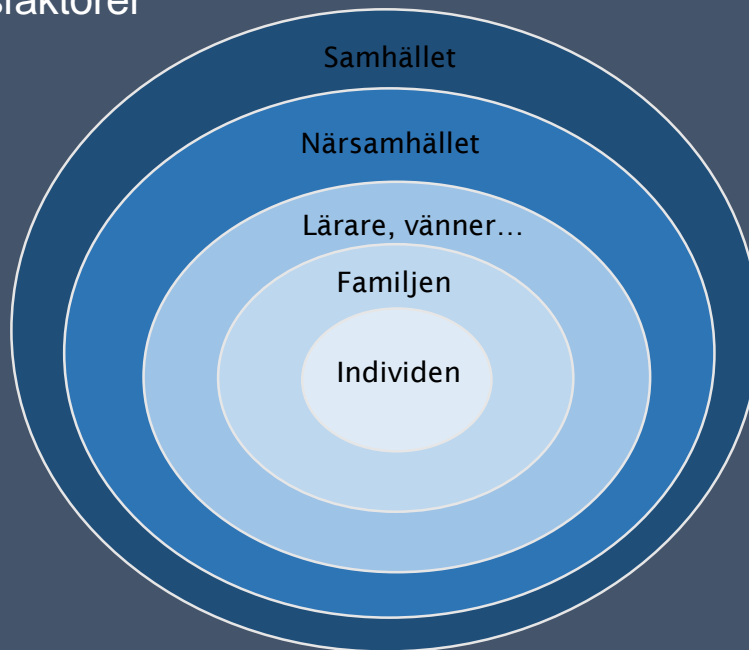 Samhället
Närsamhället
Lärare, vänner…
Familjen
Individen